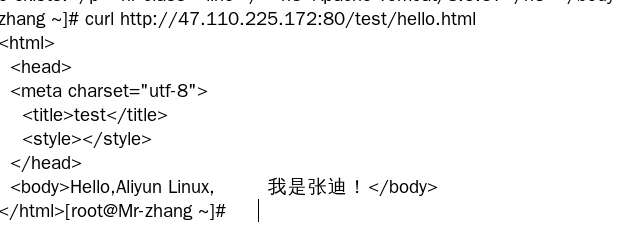 zhang ~]# curl http://47.110.225.172:80/test/hello.html
<html>
<head>
<meta charset="utf-8">
<title>test</title>
<style></style>
</head>
<body>Hello,Aliyun Linux, 我是张迪！</body>
</html>[root@Mr-zhang ~]#